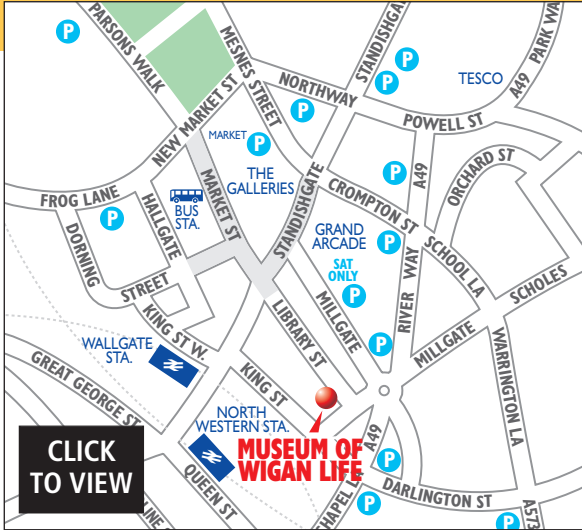 P
PARSONS WALK
MESNES STREET
STANDISHGATE
P
P
TESCO
A49
PARK WA
NORTHWAY
P
POWELL ST
NEW MARKET ST
MARKET
P
THE
GALLERIES
P
A49
ORCHARD ST
FROG LANE
P
HALLGATE
BUS
STA.
MARKET ST
STANDISHGATE
CROMPTON ST
SCHOOL LA
GRAND
ARCADE
P
SAT
ONLY
P
RIVER WAY
SCHOLES
DORNING
STREET
KING ST W.
LIBRARY ST
MILLGATE
P
MILLGATE
WARRINGTON LA
WALLGATE
STA.
GREAT GEORGE ST
KING ST
NORTH
WESTERN STA.
MUSEUM OF
WIGAN LIFE
A49
P
CLICK
TO VIEW
QUEEN ST
CHAPEL L
P
DARLINGTON ST
P
A573
INE